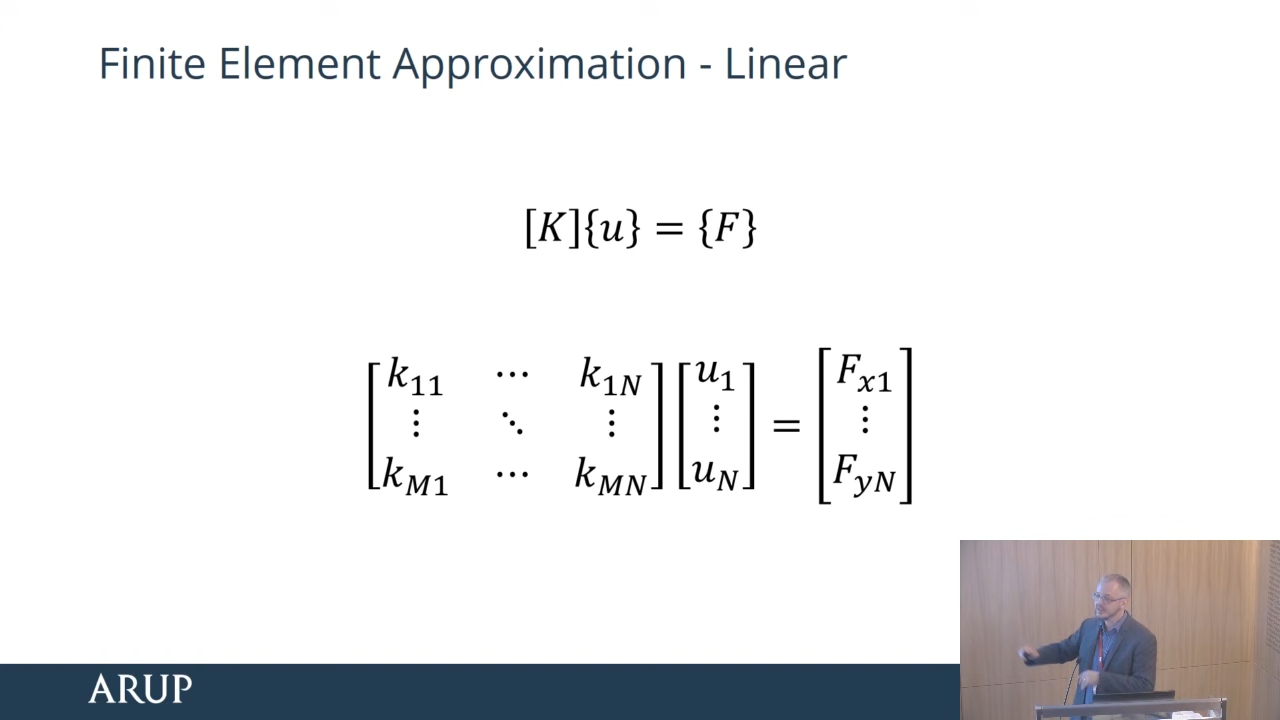 Finite Element Approximation - Linear
[K]{u} = {F}
k₁₁ ⋯ k₁N u₁ Fₓ₁
⋮ ⋱ ⋮ ⋮ = ⋮
kM₁ ⋯ kMN uN FyN
ARUP